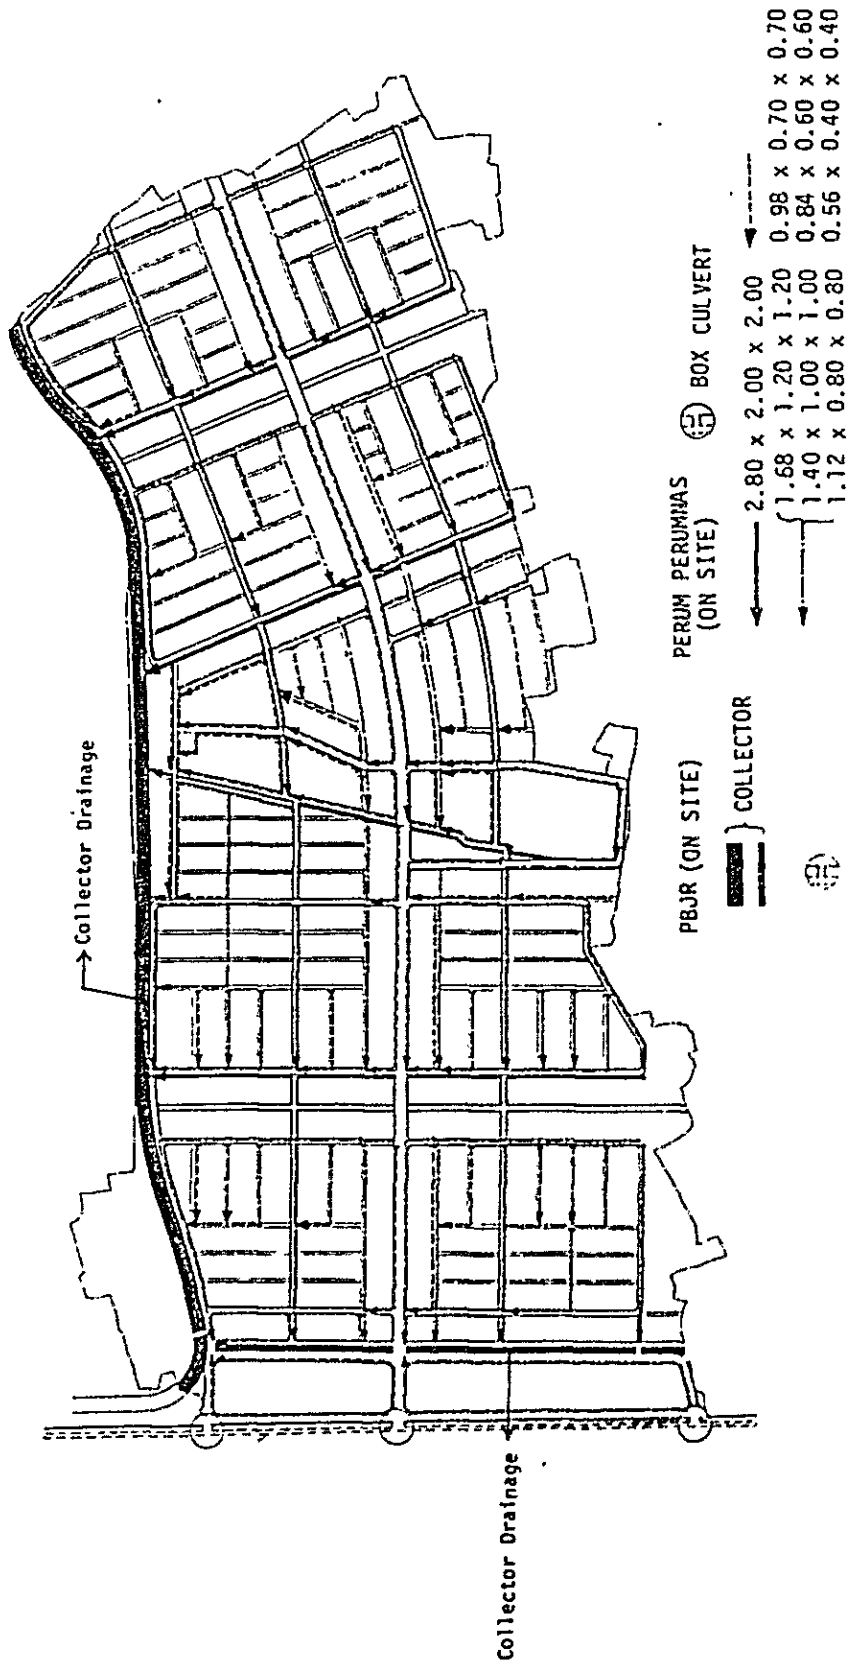 Collector Drainage
Collector Drainage
PBJR (ON SITE)
COLLECTOR
PERUM PERUMNAS
(ON SITE)
BOX CULVERT
2.80 x 2.00 x 2.00
1.68 x 1.20 x 1.20
1.40 x 1.00 x 1.00
1.12 x 0.80 x 0.80
0.98 x 0.70 x 0.70
0.84 x 0.60 x 0.60
0.56 x 0.40 x 0.40